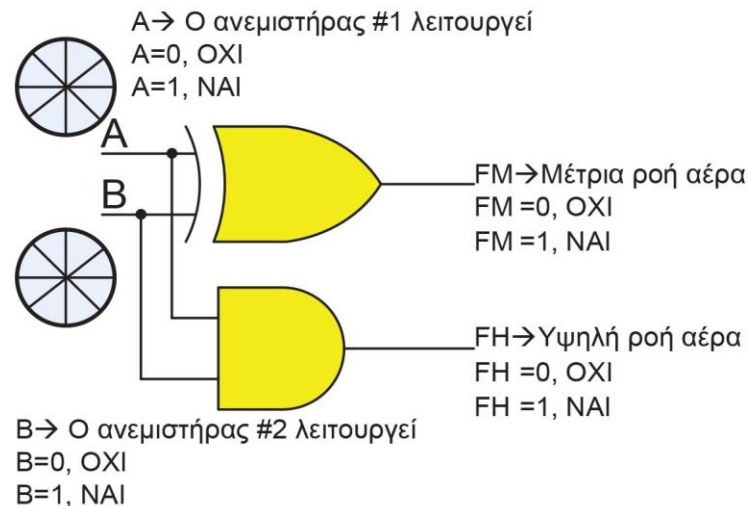 A→ Ο ανεμιστήρας #1 λειτουργεί
A=0, ΟΧΙ
A=1, ΝΑΙ
A
B
FM→Μέτρια ροή αέρα
FM =0, ΟΧΙ
FM =1, ΝΑΙ
FH→Υψηλή ροή αέρα
FH =0, ΟΧΙ
FH =1, ΝΑΙ
B→ Ο ανεμιστήρας #2 λειτουργεί
B=0, ΟΧΙ
B=1, ΝΑΙ